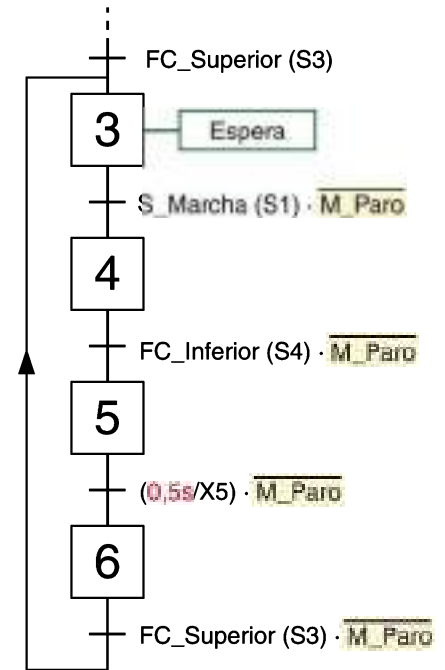 FC_Superior (S3)
3
Espera
S_Marcha (S1) · M_Paro
4
FC_Inferior (S4) · M_Paro
5
(0,5s/X5) · M_Paro
6
FC_Superior (S3) · M_Paro